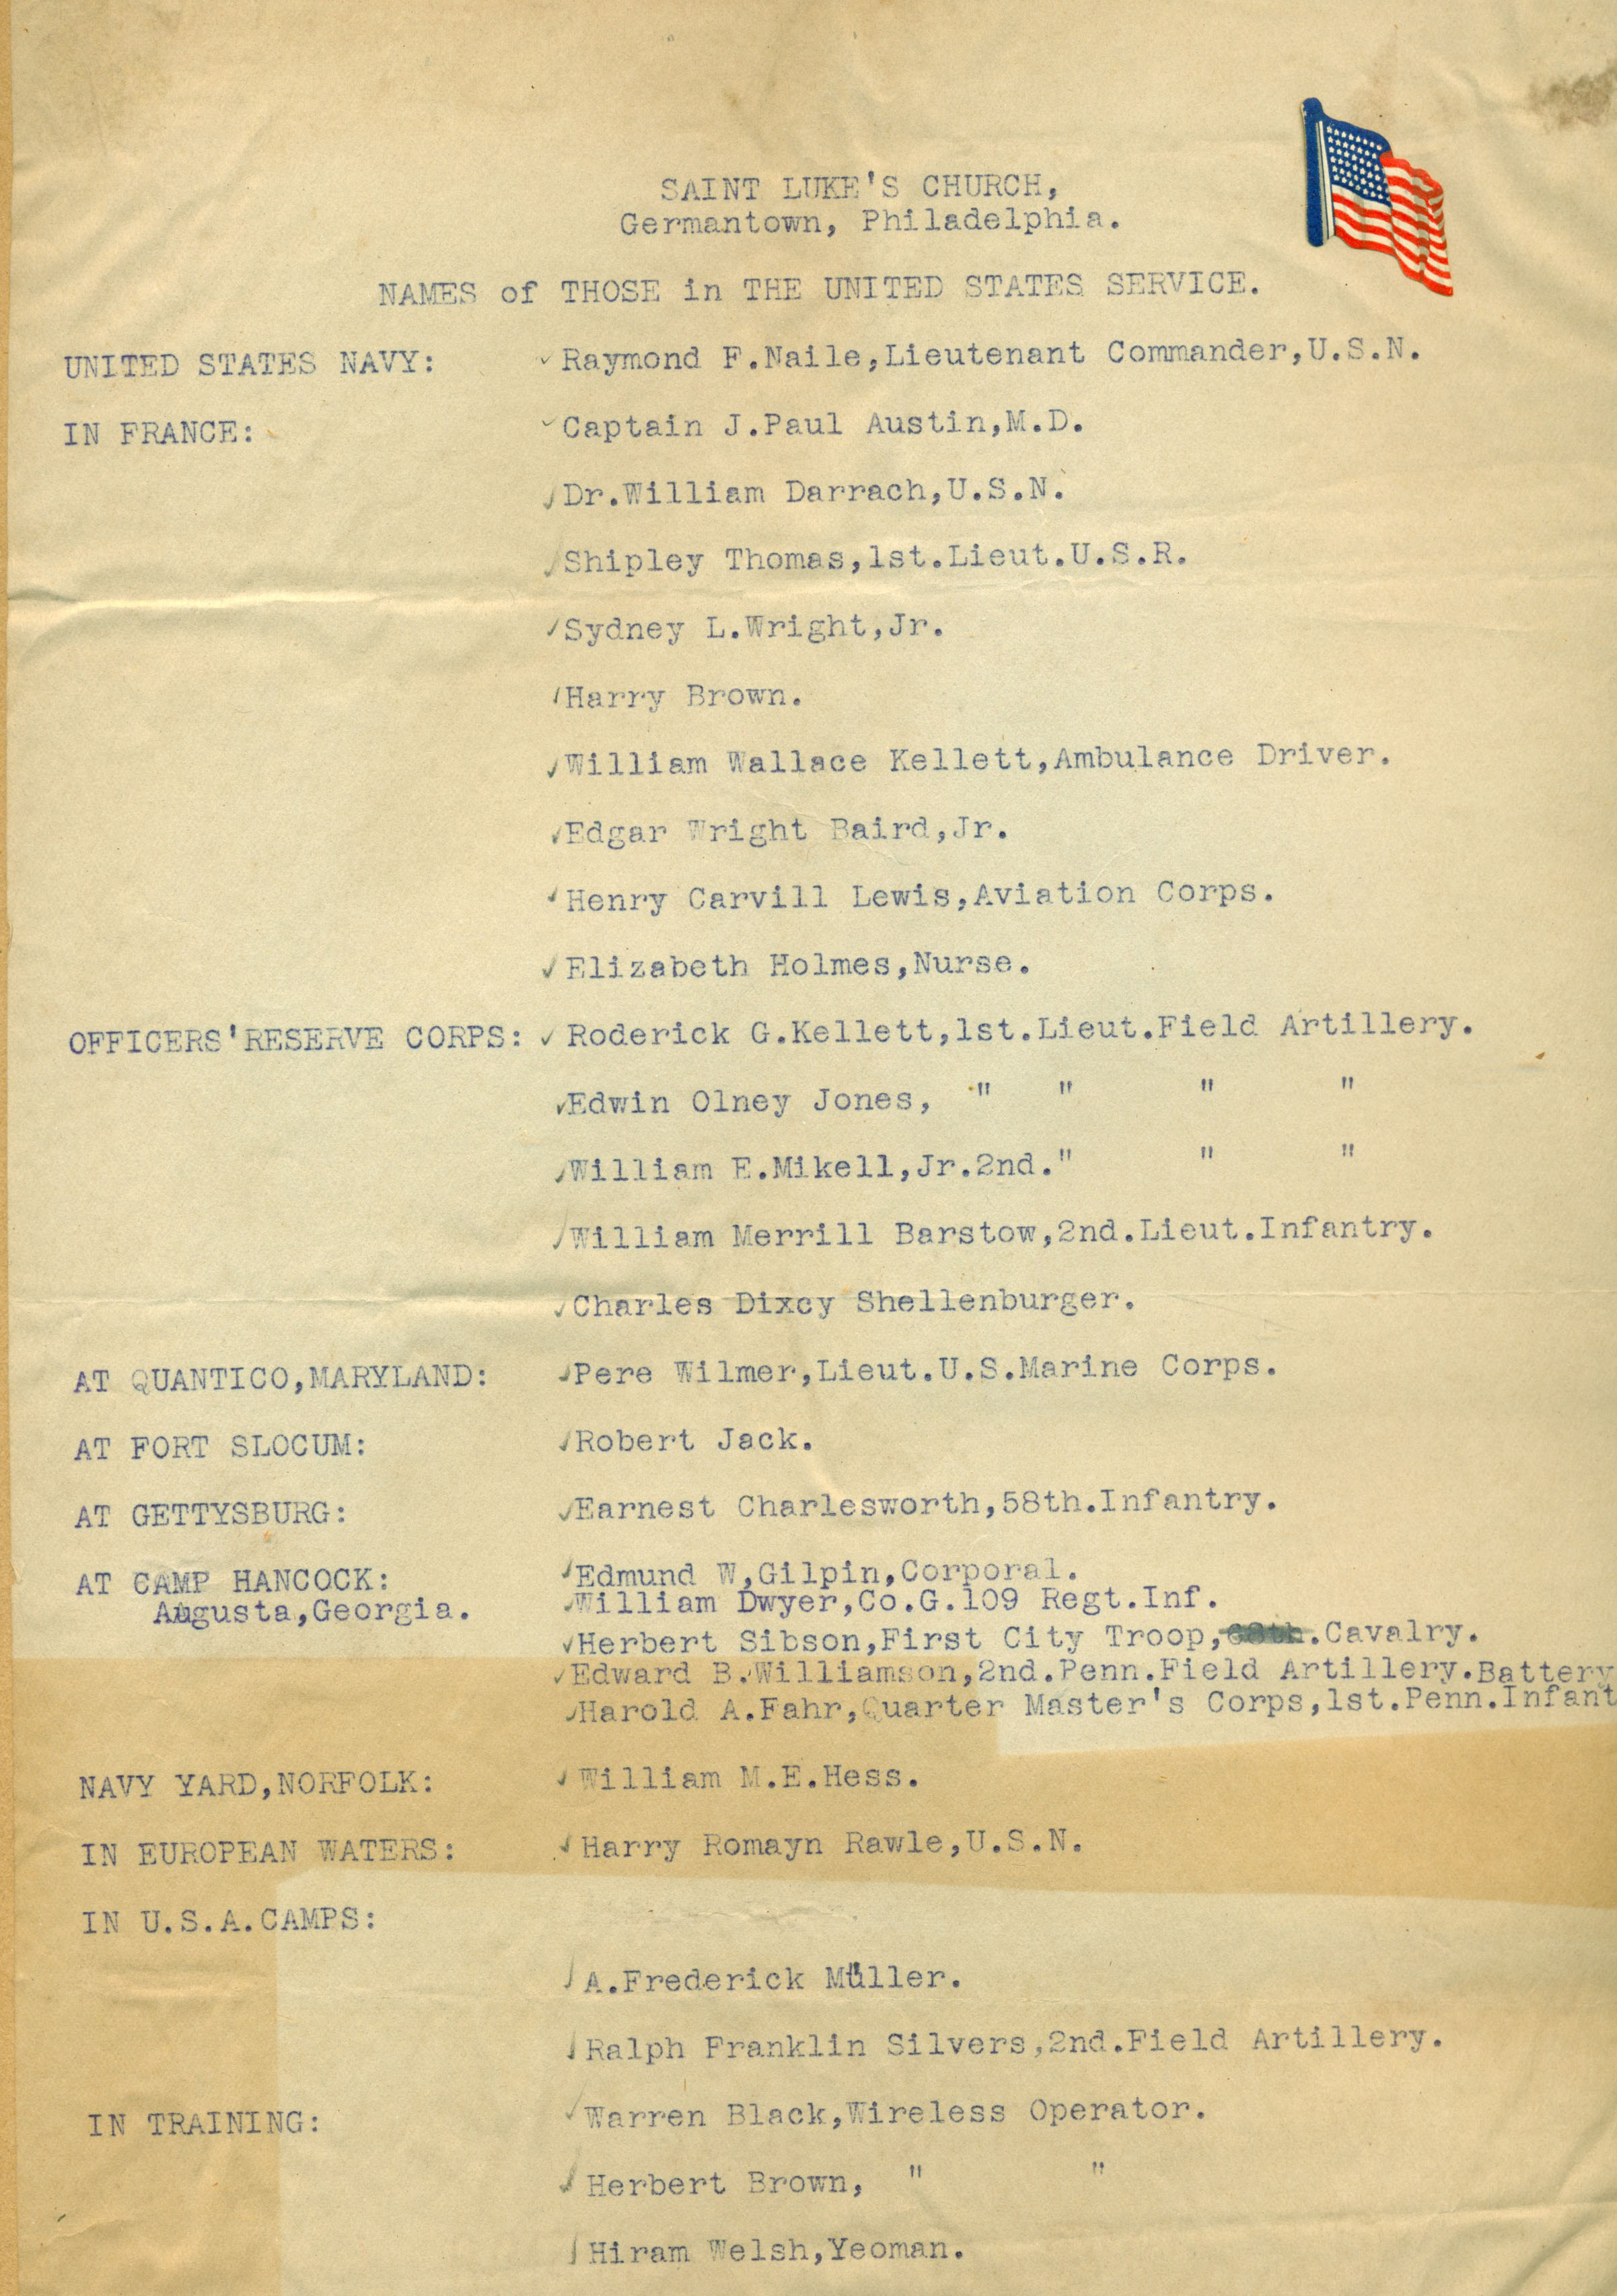 SAINT LUKE'S CHURCH,
Germantown, Philadelphia.
NAMES of THOSE in THE UNITED STATES SERVICE.
UNITED STATES NAVY: Raymond F.Naile,Lieutenant Commander,U.S.N.
IN FRANCE: Captain J.Paul Austin,M.D.
Dr.William Darrach,U.S.N.
Shipley Thomas,1st.Lieut.U.S.R.
Sydney L.Wright,Jr.
Harry Brown.
William Wallace Kellett,Ambulance Driver.
Edgar Wright Baird,Jr.
Henry Carvill Lewis,Aviation Corps.
Elizabeth Holmes,Nurse.
OFFICERS'RESERVE CORPS: Roderick G.Kellett,1st.Lieut.Field Artillery.
Edwin Olney Jones, " " " "
William E.Mikell,Jr.2nd." " "
William Merrill Barstow,2nd.Lieut.Infantry.
Charles Dixcy Shellenburger.
AT QUANTICO,MARYLAND: Pere Wilmer,Lieut.U.S.Marine Corps.
AT FORT SLOCUM: Robert Jack.
AT GETTYSBURG: Earnest Charlesworth,58th.Infantry.
AT CAMP HANCOCK: Edmund W,Gilpin,Corporal.
Augusta,Georgia. William Dwyer,Co.G.109 Regt.Inf.
Herbert Sibson,First City Troop, .Cavalry.
Edward B.Williamson,2nd.Penn.Field Artillery.Battery
Harold A.Fahr,Quarter Master's Corps,1st.Penn.Infant
NAVY YARD,NORFOLK: William M.E.Hess.
IN EUROPEAN WATERS: Harry Romayn Rawle,U.S.N.
IN U.S.A.CAMPS:
A.Frederick Müller.
Ralph Franklin Silvers,2nd.Field Artillery.
IN TRAINING: Warren Black,Wireless Operator.
Herbert Brown, " "
Hiram Welsh,Yeoman.